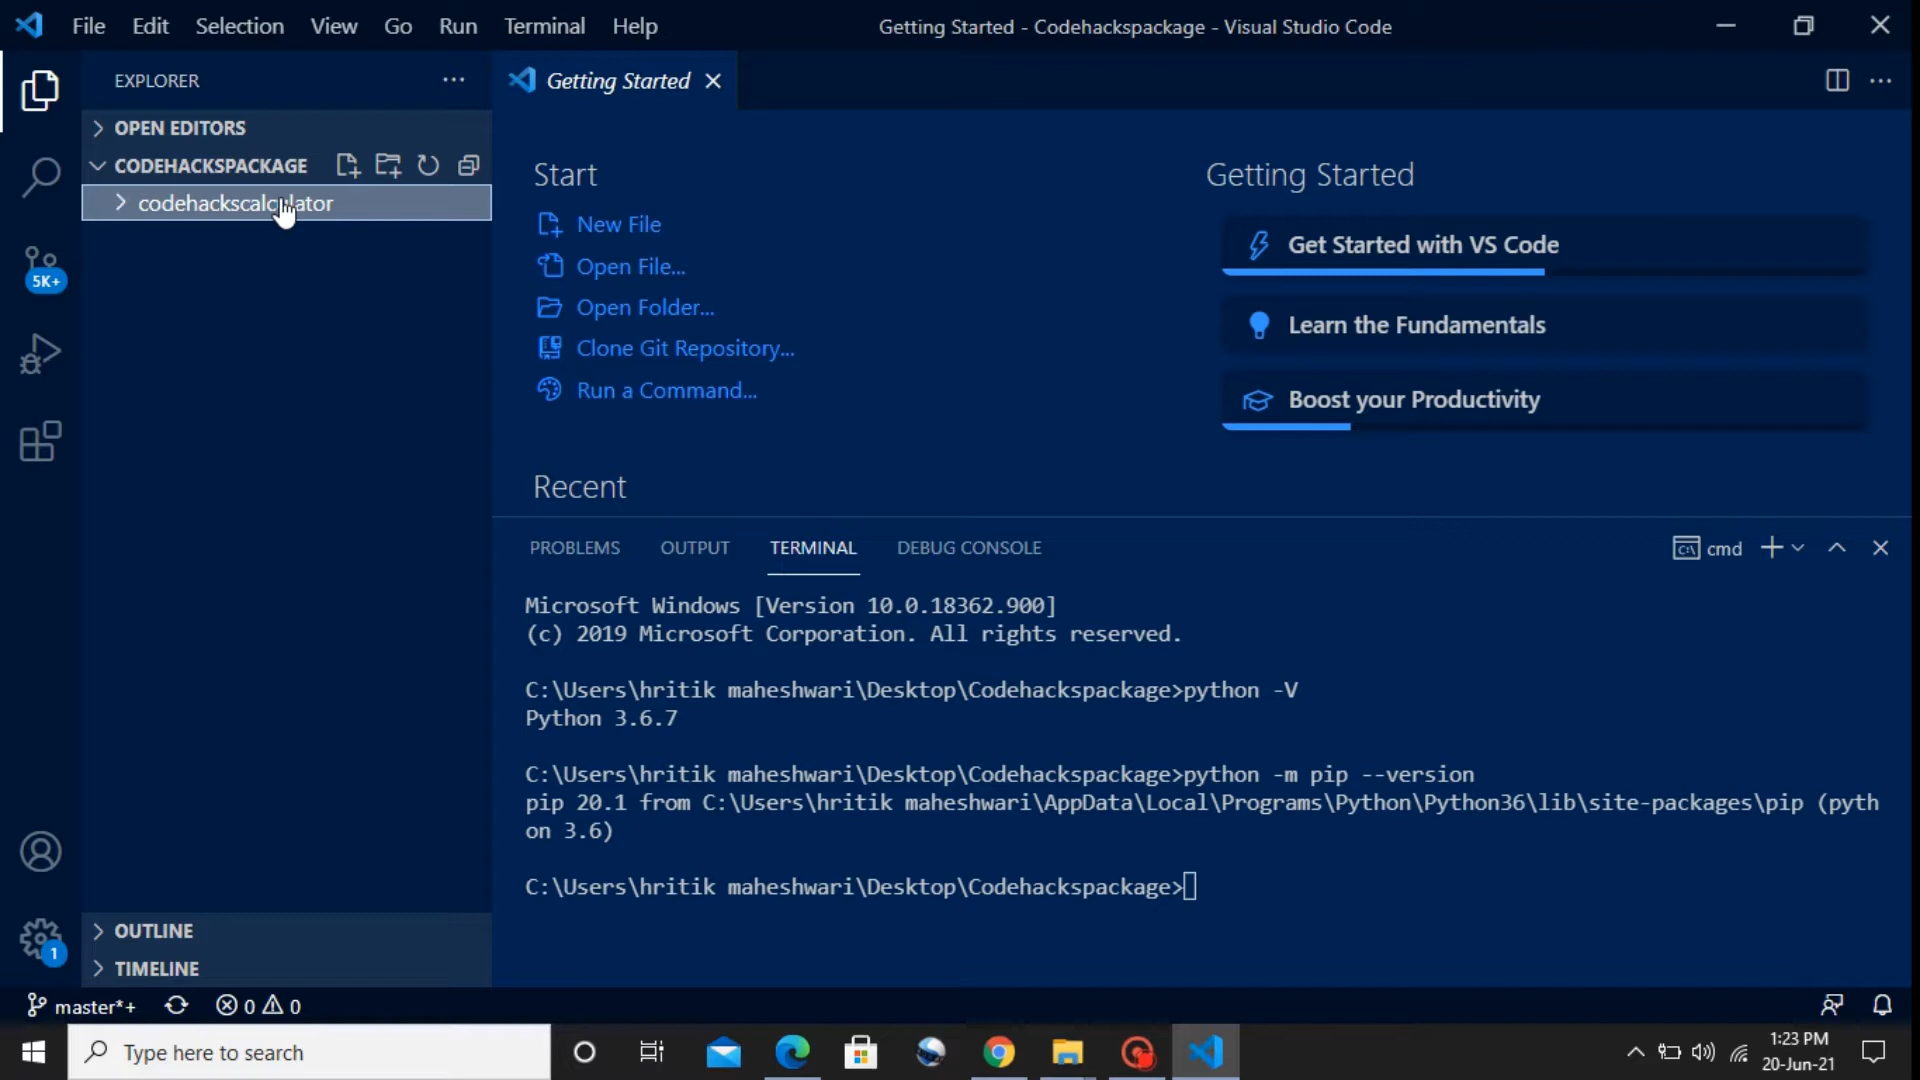 File Edit Selection View Go Run Terminal Help
Getting Started - Codehackspackage - Visual Studio Code
EXPLORER
Getting Started
OPEN EDITORS
CODEHACKSPACKAGE
codehackscalculator
5K+
Start
New File
Open File...
Open Folder...
Clone Git Repository...
Run a Command...
Recent
Getting Started
Get Started with VS Code
Learn the Fundamentals
Boost your Productivity
PROBLEMS OUTPUT TERMINAL DEBUG CONSOLE
cmd
Microsoft Windows [Version 10.0.18362.900]
(c) 2019 Microsoft Corporation. All rights reserved.
C:\Users\hritik maheshwari\Desktop\Codehackspackage>python -V
Python 3.6.7
C:\Users\hritik maheshwari\Desktop\Codehackspackage>python -m pip --version
pip 20.1 from C:\Users\hritik maheshwari\AppData\Local\Programs\Python\Python36\lib\site-packages\pip (pyth
on 3.6)
C:\Users\hritik maheshwari\Desktop\Codehackspackage>
OUTLINE
TIMELINE
1
master*+ 0 0
Type here to search
1:23 PM
20-Jun-21